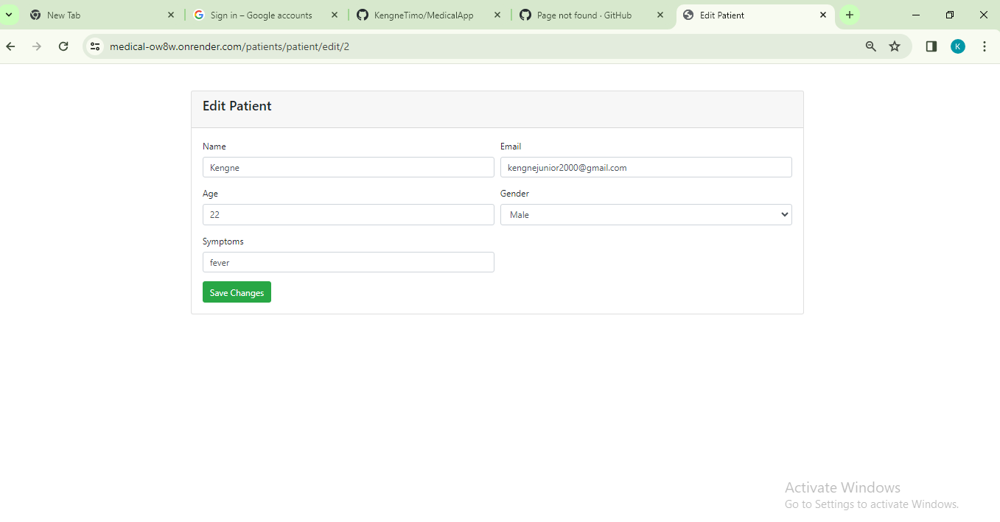 New Tab
Sign in – Google accounts
KengneTimo/MedicalApp
Page not found · GitHub
Edit Patient
medical-ow8w.onrender.com/patients/patient/edit/2
K
Edit Patient
Name
Email
Kengne
kengnejunior2000@gmail.com
Age
Gender
22
Male
Symptoms
fever
Save Changes
Activate Windows
Go to Settings to activate Windows.